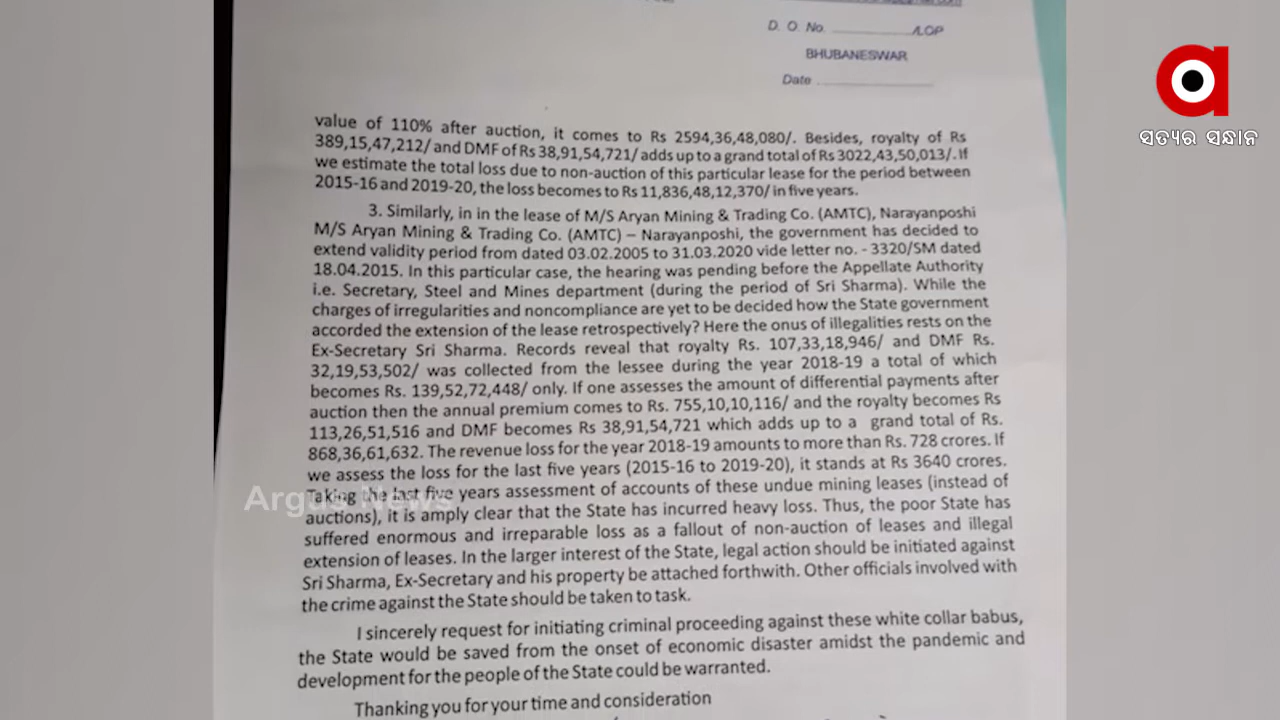 D. O. No. ................/LOP
BHUBANESWAR
Date ........................
ସତ୍ୟର ସନ୍ଧାନ
value of 110% after auction, it comes to Rs 2594,36,48,080/. Besides, royalty of Rs
389,15,47,212/ and DMF of Rs 38,91,54,721/ adds up to a grand total of Rs 3022,43,50,013/. If
we estimate the total loss due to non-auction of this particular lease for the period between
2015-16 and 2019-20, the loss becomes to Rs 11,836,48,12,370/ in five years.
3. Similarly, in in the lease of M/S Aryan Mining & Trading Co. (AMTC), Narayanposhi
M/S Aryan Mining & Trading Co. (AMTC) – Narayanposhi, the government has decided to
extend validity period from dated 03.02.2005 to 31.03.2020 vide letter no. - 3320/SM dated
18.04.2015. In this particular case, the hearing was pending before the Appellate Authority
i.e. Secretary, Steel and Mines department (during the period of Sri Sharma). While the
charges of irregularities and noncompliance are yet to be decided how the State government
accorded the extension of the lease retrospectively? Here the onus of illegalities rests on the
Ex-Secretary Sri Sharma. Records reveal that royalty Rs. 107,33,18,946/ and DMF Rs.
32,19,53,502/ was collected from the lessee during the year 2018-19 a total of which
becomes Rs. 139,52,72,448/ only. If one assesses the amount of differential payments after
auction then the annual premium comes to Rs. 755,10,10,116/ and the royalty becomes Rs
113,26,51,516 and DMF becomes Rs 38,91,54,721 which adds up to a grand total of Rs.
868,36,61,632. The revenue loss for the year 2018-19 amounts to more than Rs. 728 crores. If
we assess the loss for the last five years (2015-16 to 2019-20), it stands at Rs 3640 crores.
Taking the last five years assessment of accounts of these undue mining leases (instead of
auctions), it is amply clear that the State has incurred heavy loss. Thus, the poor State has
suffered enormous and irreparable loss as a fallout of non-auction of leases and illegal
extension of leases. In the larger interest of the State, legal action should be initiated against
Sri Sharma, Ex-Secretary and his property be attached forthwith. Other officials involved with
the crime against the State should be taken to task.
I sincerely request for initiating criminal proceeding against these white collar babus,
the State would be saved from the onset of economic disaster amidst the pandemic and
development for the people of the State could be warranted.
Thanking you for your time and consideration
Argus News